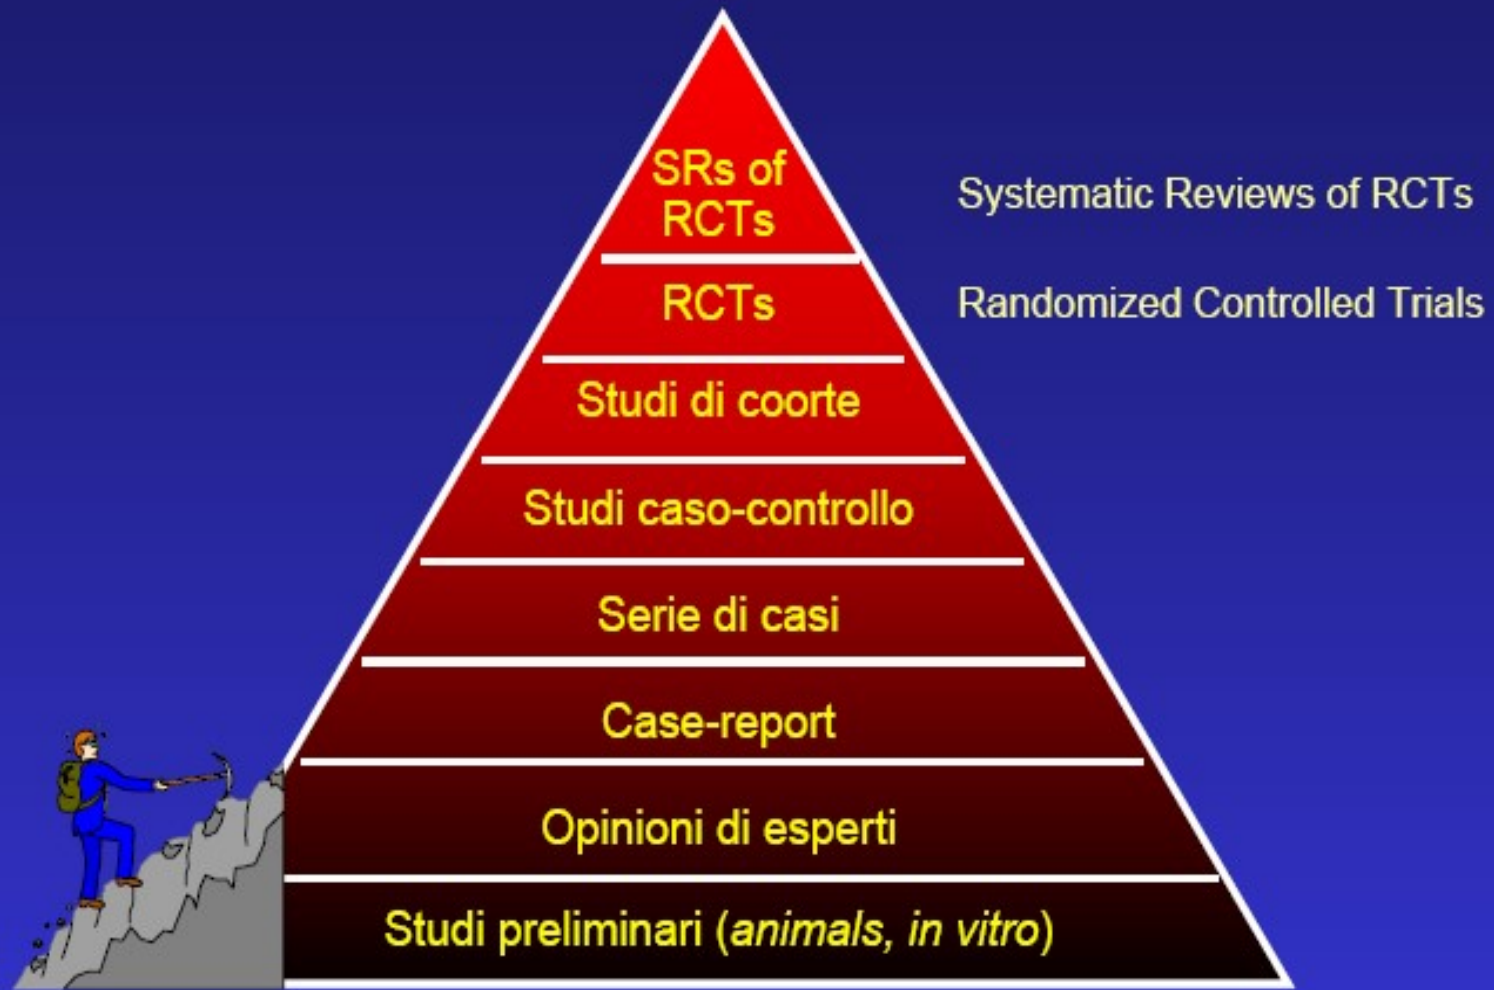 SRs of
RCTs
Systematic Reviews of RCTs
RCTs
Randomized Controlled Trials
Studi di coorte
Studi caso-controllo
Serie di casi
Case-report
Opinioni di esperti
Studi preliminari (animals, in vitro)